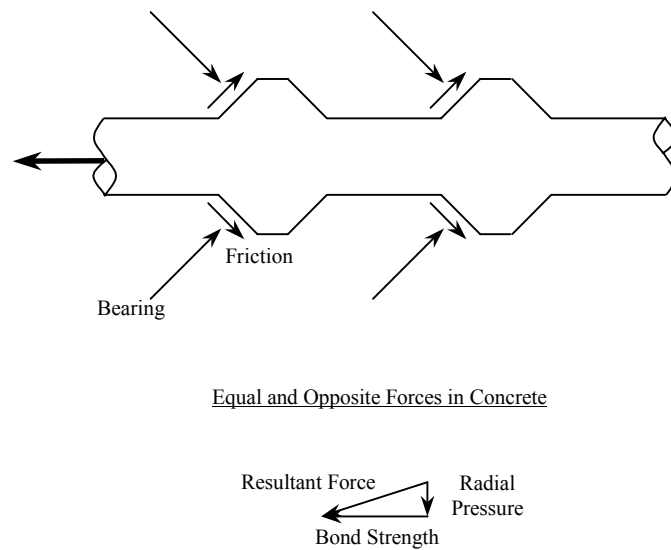 Friction
Bearing
Equal and Opposite Forces in Concrete
Resultant Force
Radial
Pressure
Bond Strength